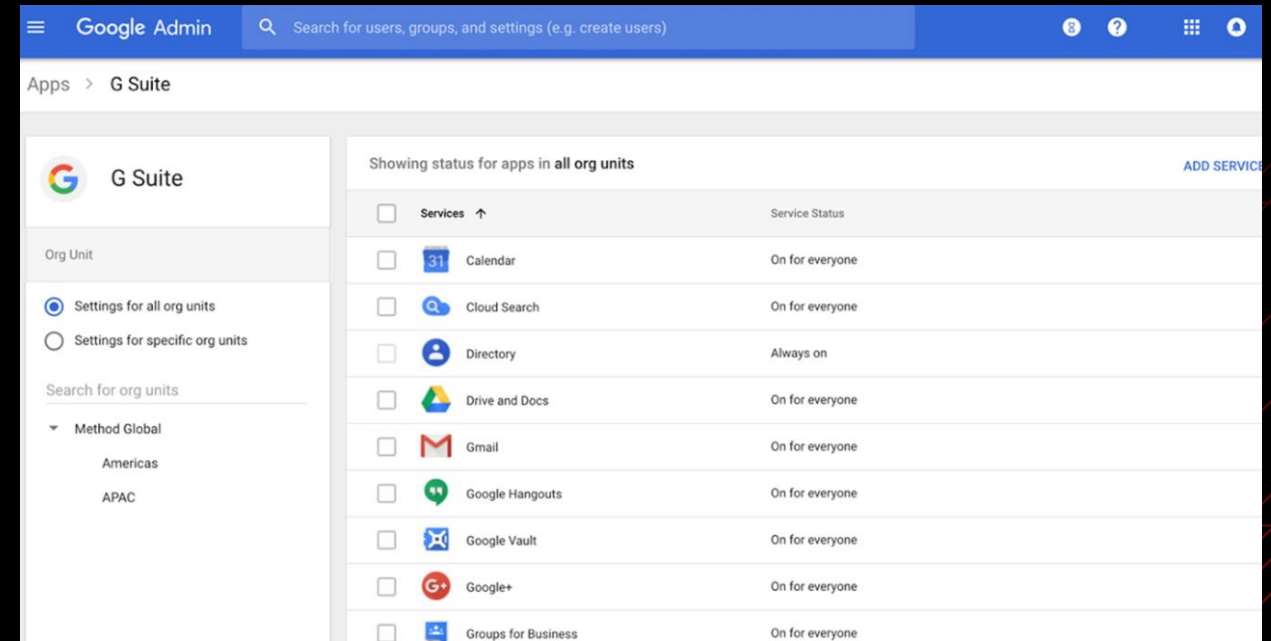 Google Admin
Search for users, groups, and settings (e.g. create users)
8 ?
Apps > G Suite
G Suite
Org Unit
Settings for all org units
Settings for specific org units
Search for org units
Method Global
Americas
APAC
Showing status for apps in all org units
ADD SERVICE
Services Service Status
31 Calendar On for everyone
Cloud Search On for everyone
Directory Always on
Drive and Docs On for everyone
Gmail On for everyone
Google Hangouts On for everyone
Google Vault On for everyone
G+ Google+ On for everyone
Groups for Business On for everyone